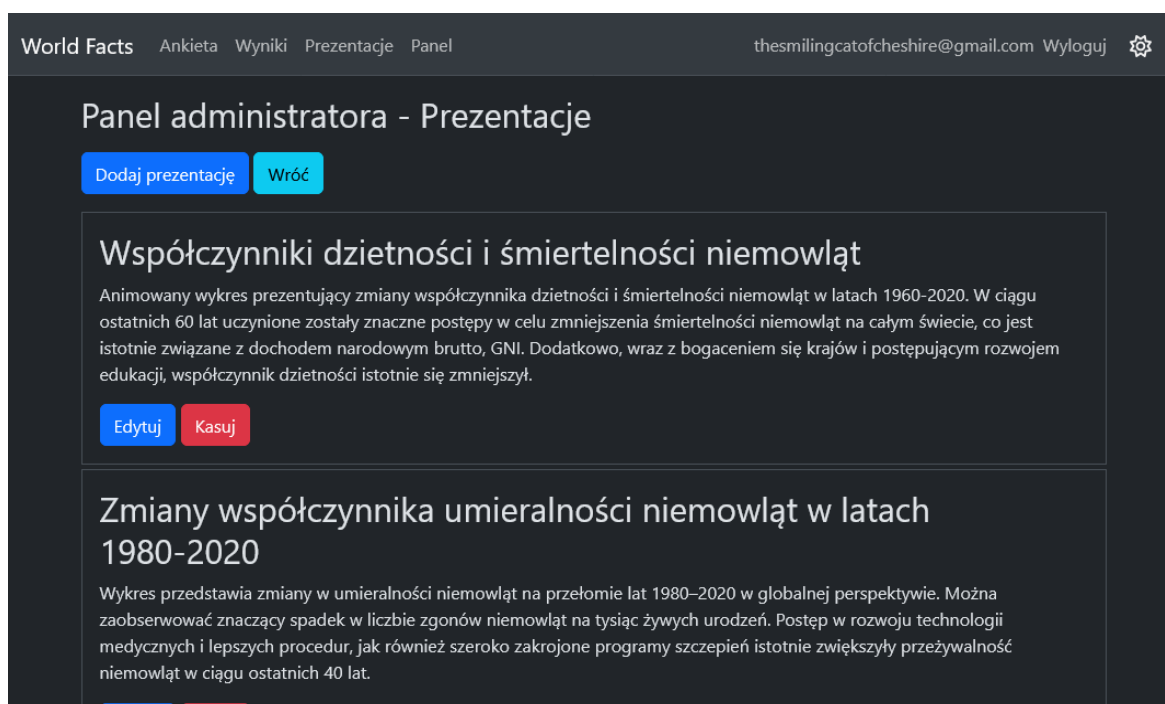 World Facts Ankieta Wyniki Prezentacje Panel thesmilingcatofcheshire@gmail.com Wyloguj
Panel administratora - Prezentacje
Dodaj prezentację Wróć
Współczynniki dzietności i śmiertelności niemowląt
Animowany wykres prezentujący zmiany współczynnika dzietności i śmiertelności niemowląt w latach 1960-2020. W ciągu
ostatnich 60 lat uczynione zostały znaczne postępy w celu zmniejszenia śmiertelności niemowląt na całym świecie, co jest
istotnie związane z dochodem narodowym brutto, GNI. Dodatkowo, wraz z bogaceniem się krajów i postępującym rozwojem
edukacji, współczynnik dzietności istotnie się zmniejszył.
Edytuj Kasuj
Zmiany współczynnika umieralności niemowląt w latach
1980-2020
Wykres przedstawia zmiany w umieralności niemowląt na przełomie lat 1980–2020 w globalnej perspektywie. Można
zaobserwować znaczący spadek w liczbie zgonów niemowląt na tysiąc żywych urodzeń. Postęp w rozwoju technologii
medycznych i lepszych procedur, jak również szeroko zakrojone programy szczepień istotnie zwiększyły przeżywalność
niemowląt w ciągu ostatnich 40 lat.